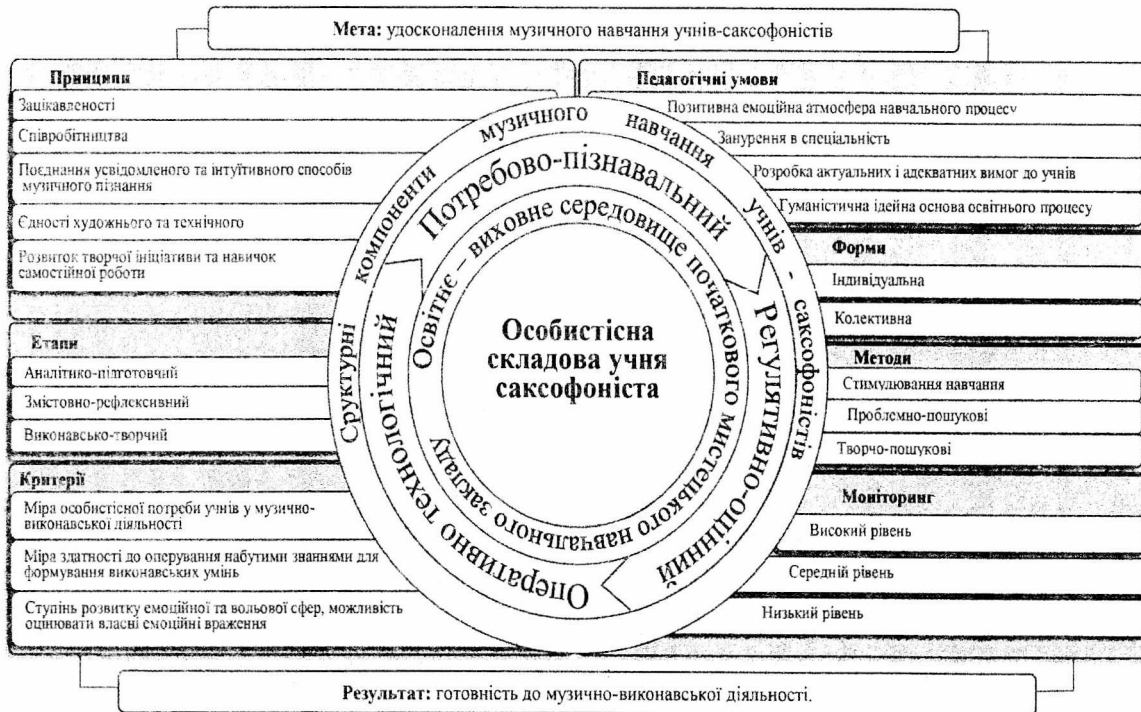 Мета: удосконалення музичного навчання учнів-саксофоністів
Принципи
Зацікавленості
Співробітництва
Поєднання усвідомленого та інтуїтивного способів
музичного пізнання
Єдності художнього та технічного
Розвиток творчої ініціативи та навичок
самостійної роботи
Етапи
Аналітико-підготовчий
Змістовно-рефлексивний
Виконавсько-творчий
Критерії
Міра особистісної потреби учнів у музично-
виконавської діяльності
Міра здатності до оперування набутими знаннями для
формування виконавських умінь
Ступінь розвитку емоційної та вольової сфер, можливість
оцінювати власні емоційні враження
Сруктурні компоненти музичного навчання учнів - саксофоністів
Потребово-пізнавальний
Регулятивно-оцінний
Оперативно технологічний
Освітнє – виховне середовище початкового мистецького навчального закладу
Особистісна
складова учня
саксофоніста
Педагогічні умови
Позитивна емоційна атмосфера навчального процесу
Занурення в спеціальність
Розробка актуальних і адекватних вимог до учнів
Гуманістична ідейна основа освітнього процесу
Форми
Індивідуальна
Колективна
Методи
Стимулювання навчання
Проблемно-пошукові
Творчо-пошукові
Моніторинг
Високий рівень
Середній рівень
Низький рівень
Результат: готовність до музично-виконавської діяльності.